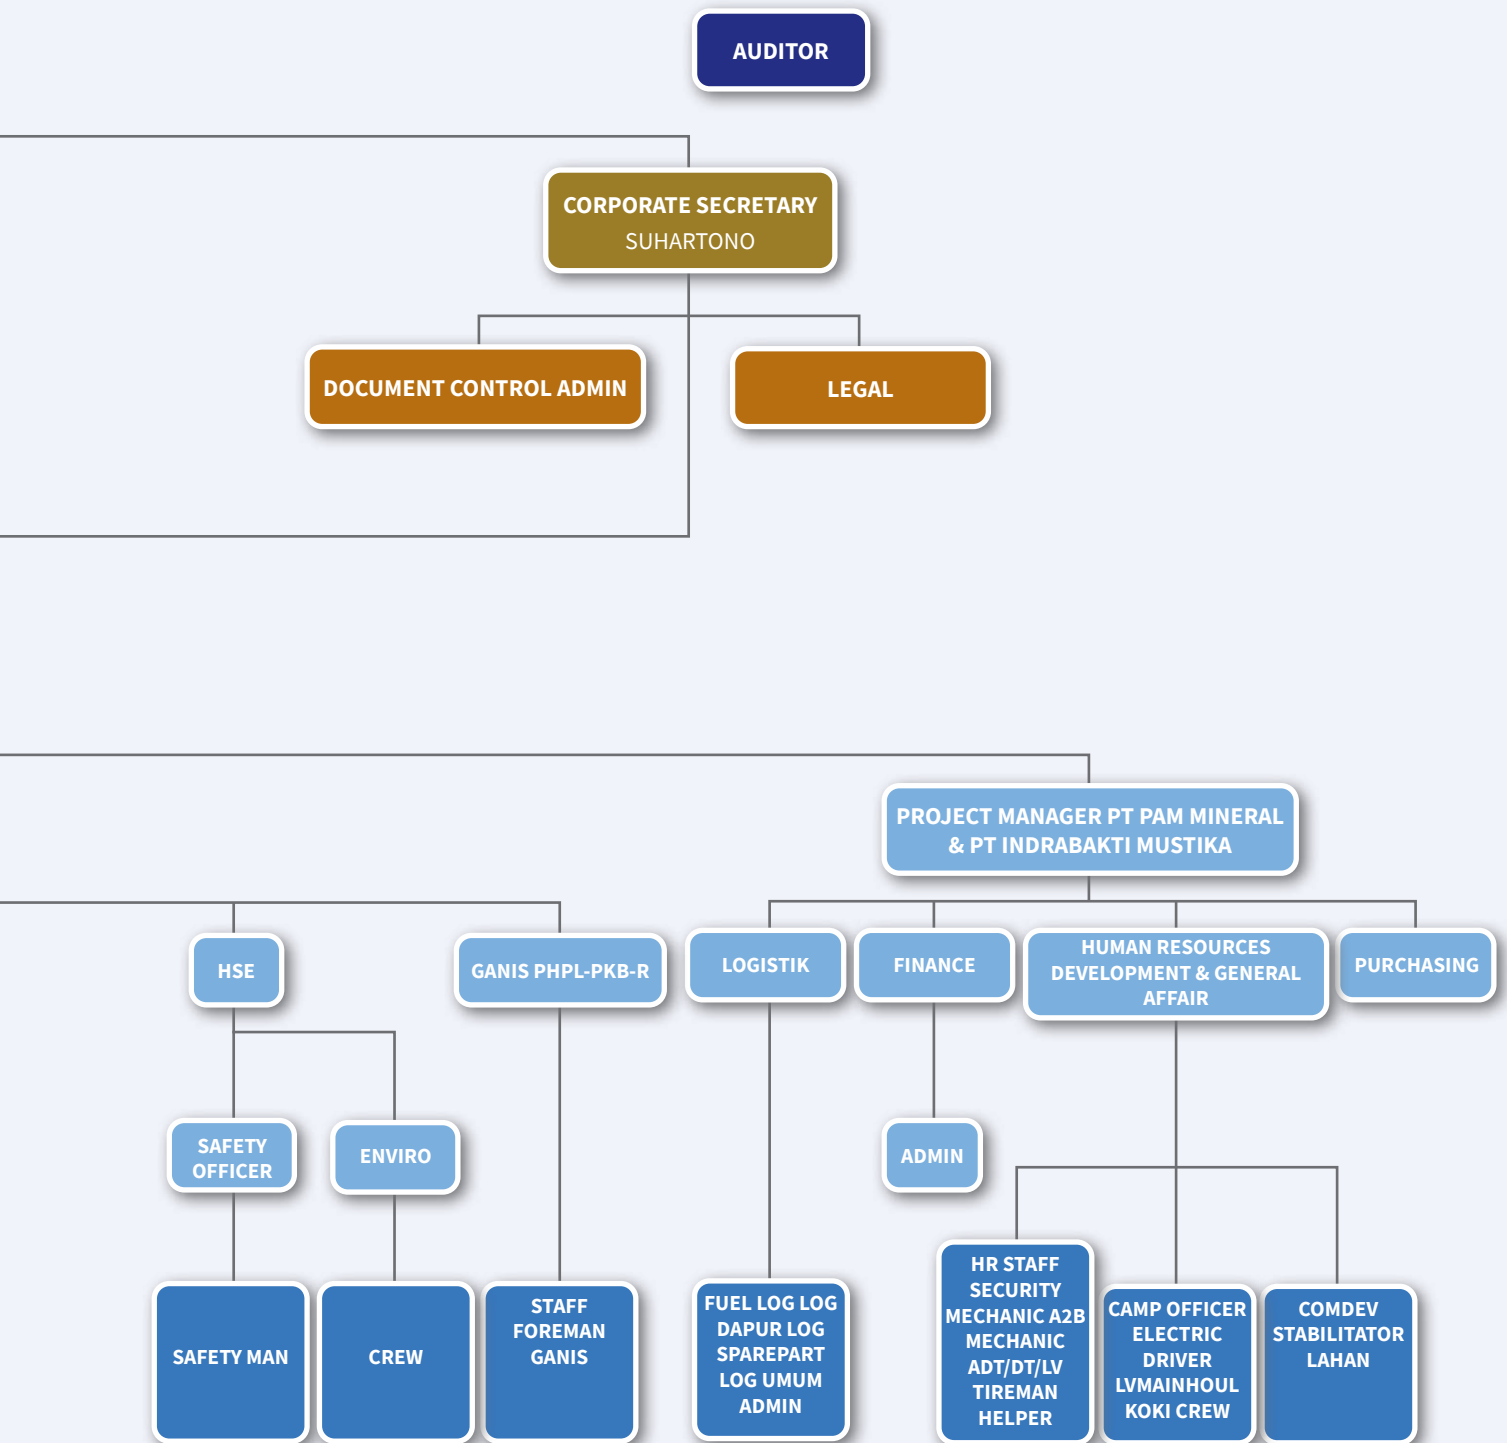 AUDITOR
CORPORATE SECRETARY
SUHARTONO
DOCUMENT CONTROL ADMIN
LEGAL
PROJECT MANAGER PT PAM MINERAL
& PT INDRABAKTI MUSTIKA
HSE
GANIS PHPL-PKB-R
LOGISTIK
FINANCE
HUMAN RESOURCES
DEVELOPMENT & GENERAL
AFFAIR
PURCHASING
SAFETY
OFFICER
ENVIRO
ADMIN
SAFETY MAN
CREW
STAFF
FOREMAN
GANIS
FUEL LOG LOG
DAPUR LOG
SPAREPART
LOG UMUM
ADMIN
HR STAFF
SECURITY
MECHANIC A2B
MECHANIC
ADT/DT/LV
TIREMAN
HELPER
CAMP OFFICER
ELECTRIC
DRIVER
LVMAINHOUL
KOKI CREW
COMDEV
STABILITATOR
LAHAN